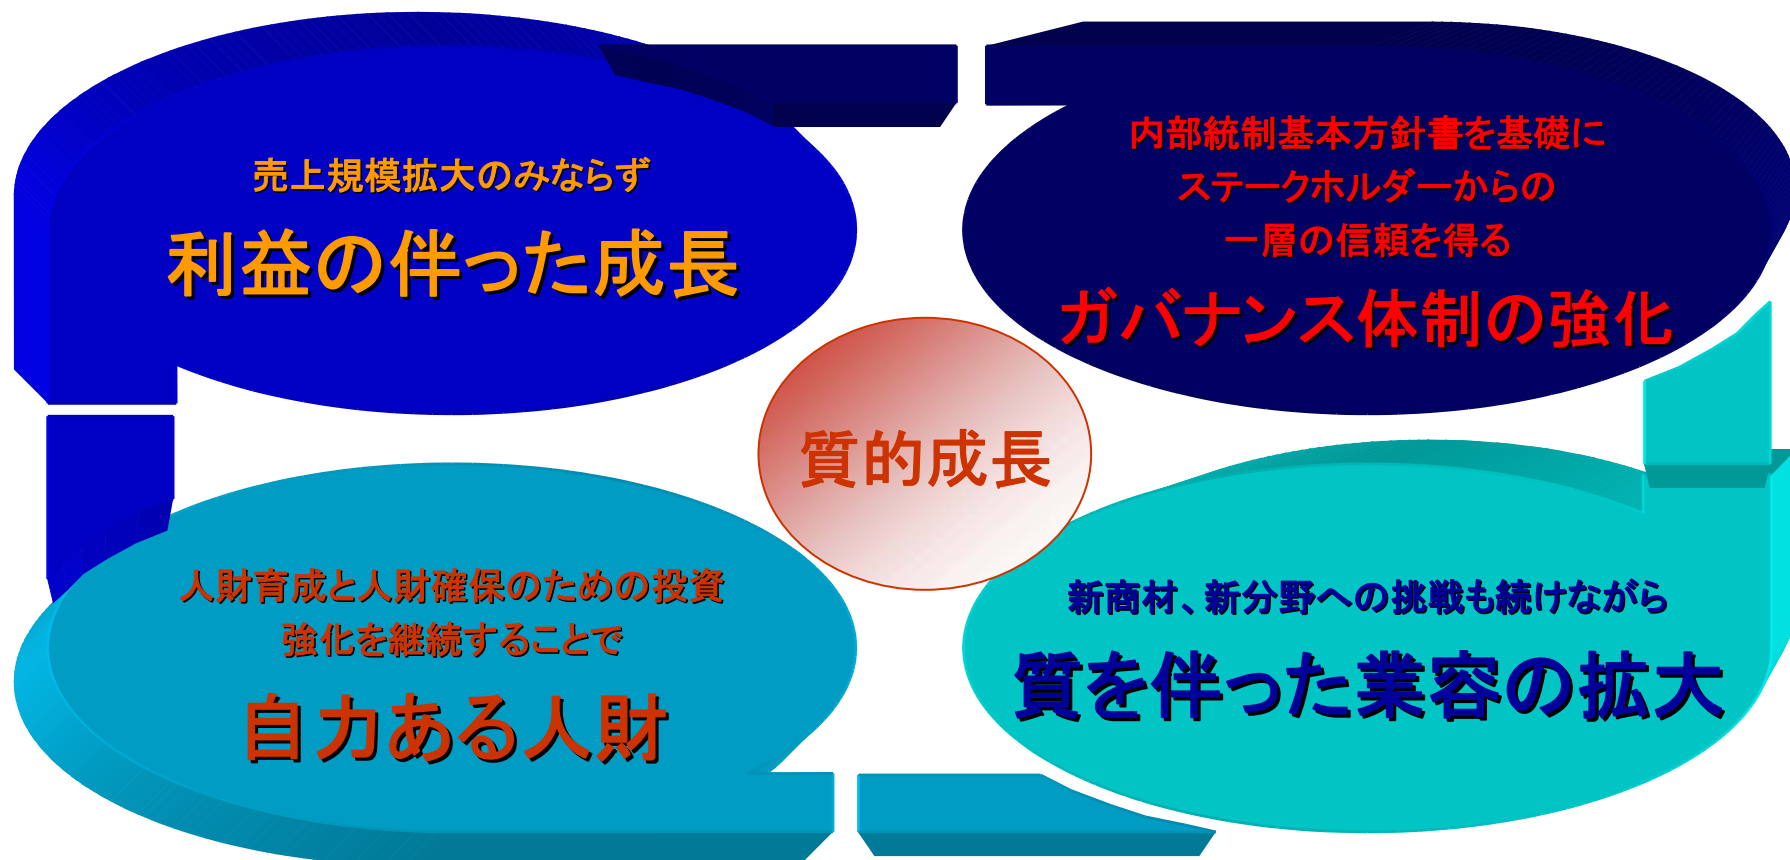 売上規模拡大のみならず
利益の伴った成長
内部統制基本方針書を基礎に
ステークホルダーからの
一層の信頼を得る
ガバナンス体制の強化
質的成長
人財育成と人財確保のための投資
強化を継続することで
自力ある人財
新商材、新分野への挑戦も続けながら
質を伴った業容の拡大